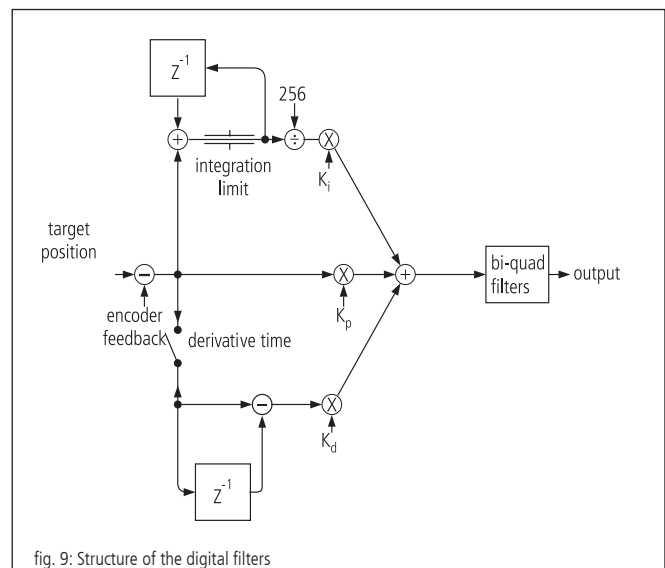 Z-1
256
+
÷
X
integration
limit
Ki
target
position
−
X
+
bi-quad
filters
output
encoder
feedback
Kp
derivative time
−
X
Kd
Z-1
fig. 9: Structure of the digital filters